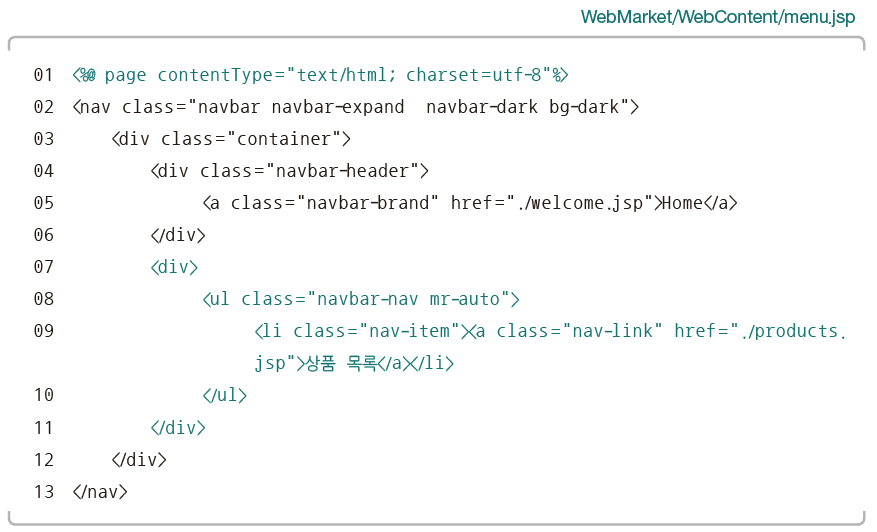 WebMarket/WebContent/menu.jsp
01 <%@ page contentType="text/html; charset=utf-8"%>
02 <nav class="navbar navbar-expand  navbar-dark bg-dark">
03     <div class="container">
04         <div class="navbar-header">
05             <a class="navbar-brand" href="./welcome.jsp">Home</a>
06         </div>
07         <div>
08             <ul class="navbar-nav mr-auto">
09                 <li class="nav-item"><a class="nav-link" href="./products.
jsp">상품 목록</a></li>
10             </ul>
11         </div>
12     </div>
13 </nav>